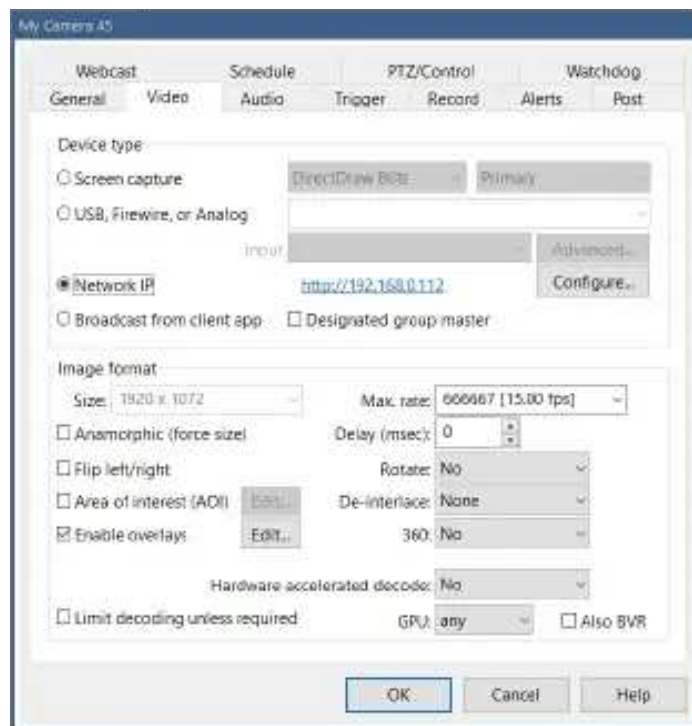 My Camera 45
Webcast Schedule PTZ/Control Watchdog
General Video Audio Trigger Record Alerts Post
Device type
Screen capture DirectDraw Blits Primary
USB, Firewire, or Analog
Input
Advanced...
Network IP http://192.168.0.112 Configure...
Broadcast from client app Designated group master
Image format
Size: 1920 x 1072 Max. rate: 666667 [15.00 fps]
Anamorphic (force size) Delay (msec): 0
Flip left/right Rotate: No
Area of interest (AOI) Edit... De-interlace: None
Enable overlays Edit... 360: No
Hardware accelerated decode: No
Limit decoding unless required GPU: any Also BVR
OK Cancel Help